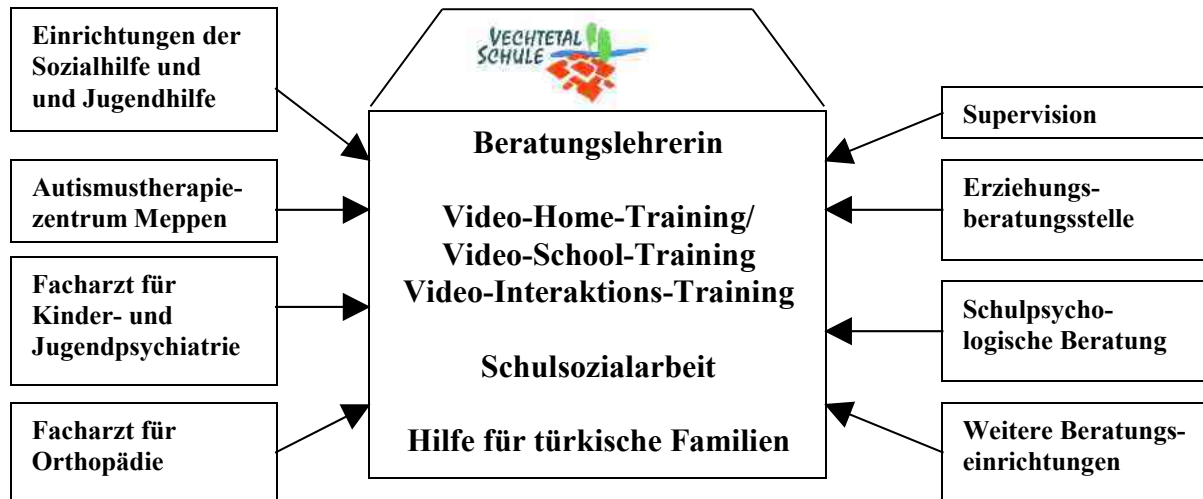 Einrichtungen der
Sozialhilfe und
und Jugendhilfe
Autismustherapie-
zentrum Meppen
Facharzt für
Kinder- und
Jugendpsychiatrie
Facharzt für
Orthopädie
VECHTETAL
SCHULE
Beratungslehrerin
Video-Home-Training/
Video-School-Training
Video-Interaktions-Training
Schulsozialarbeit
Hilfe für türkische Familien
Supervision
Erziehungs-
beratungsstelle
Schulpsycho-
logische Beratung
Weitere Beratungs-
einrichtungen